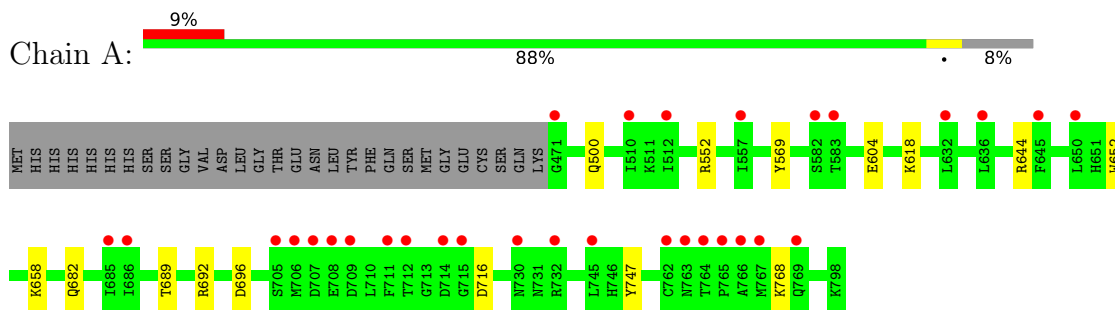 9%
Chain A:
88% • 8%
MET HIS HIS HIS HIS HIS HIS SER SER GLY VAL ASP LEU GLY THR GLU ASN LEU TYR PHE GLN SER MET GLY GLU CYS SER GLN LYS G471 Q500 I510 K511 I512 R552 I557 Y569 S582 T583 E604 K618 L632 L636 R644 F645 L650 H651 W652
K658 Q682 I685 I686 T689 R692 D696 S705 M706 D707 E708 D709 L710 F711 T712 G713 D714 G715 D716 N730 N731 R732 L745 H746 Y747 C762 N763 T764 P765 A766 M767 K768 Q769 K798